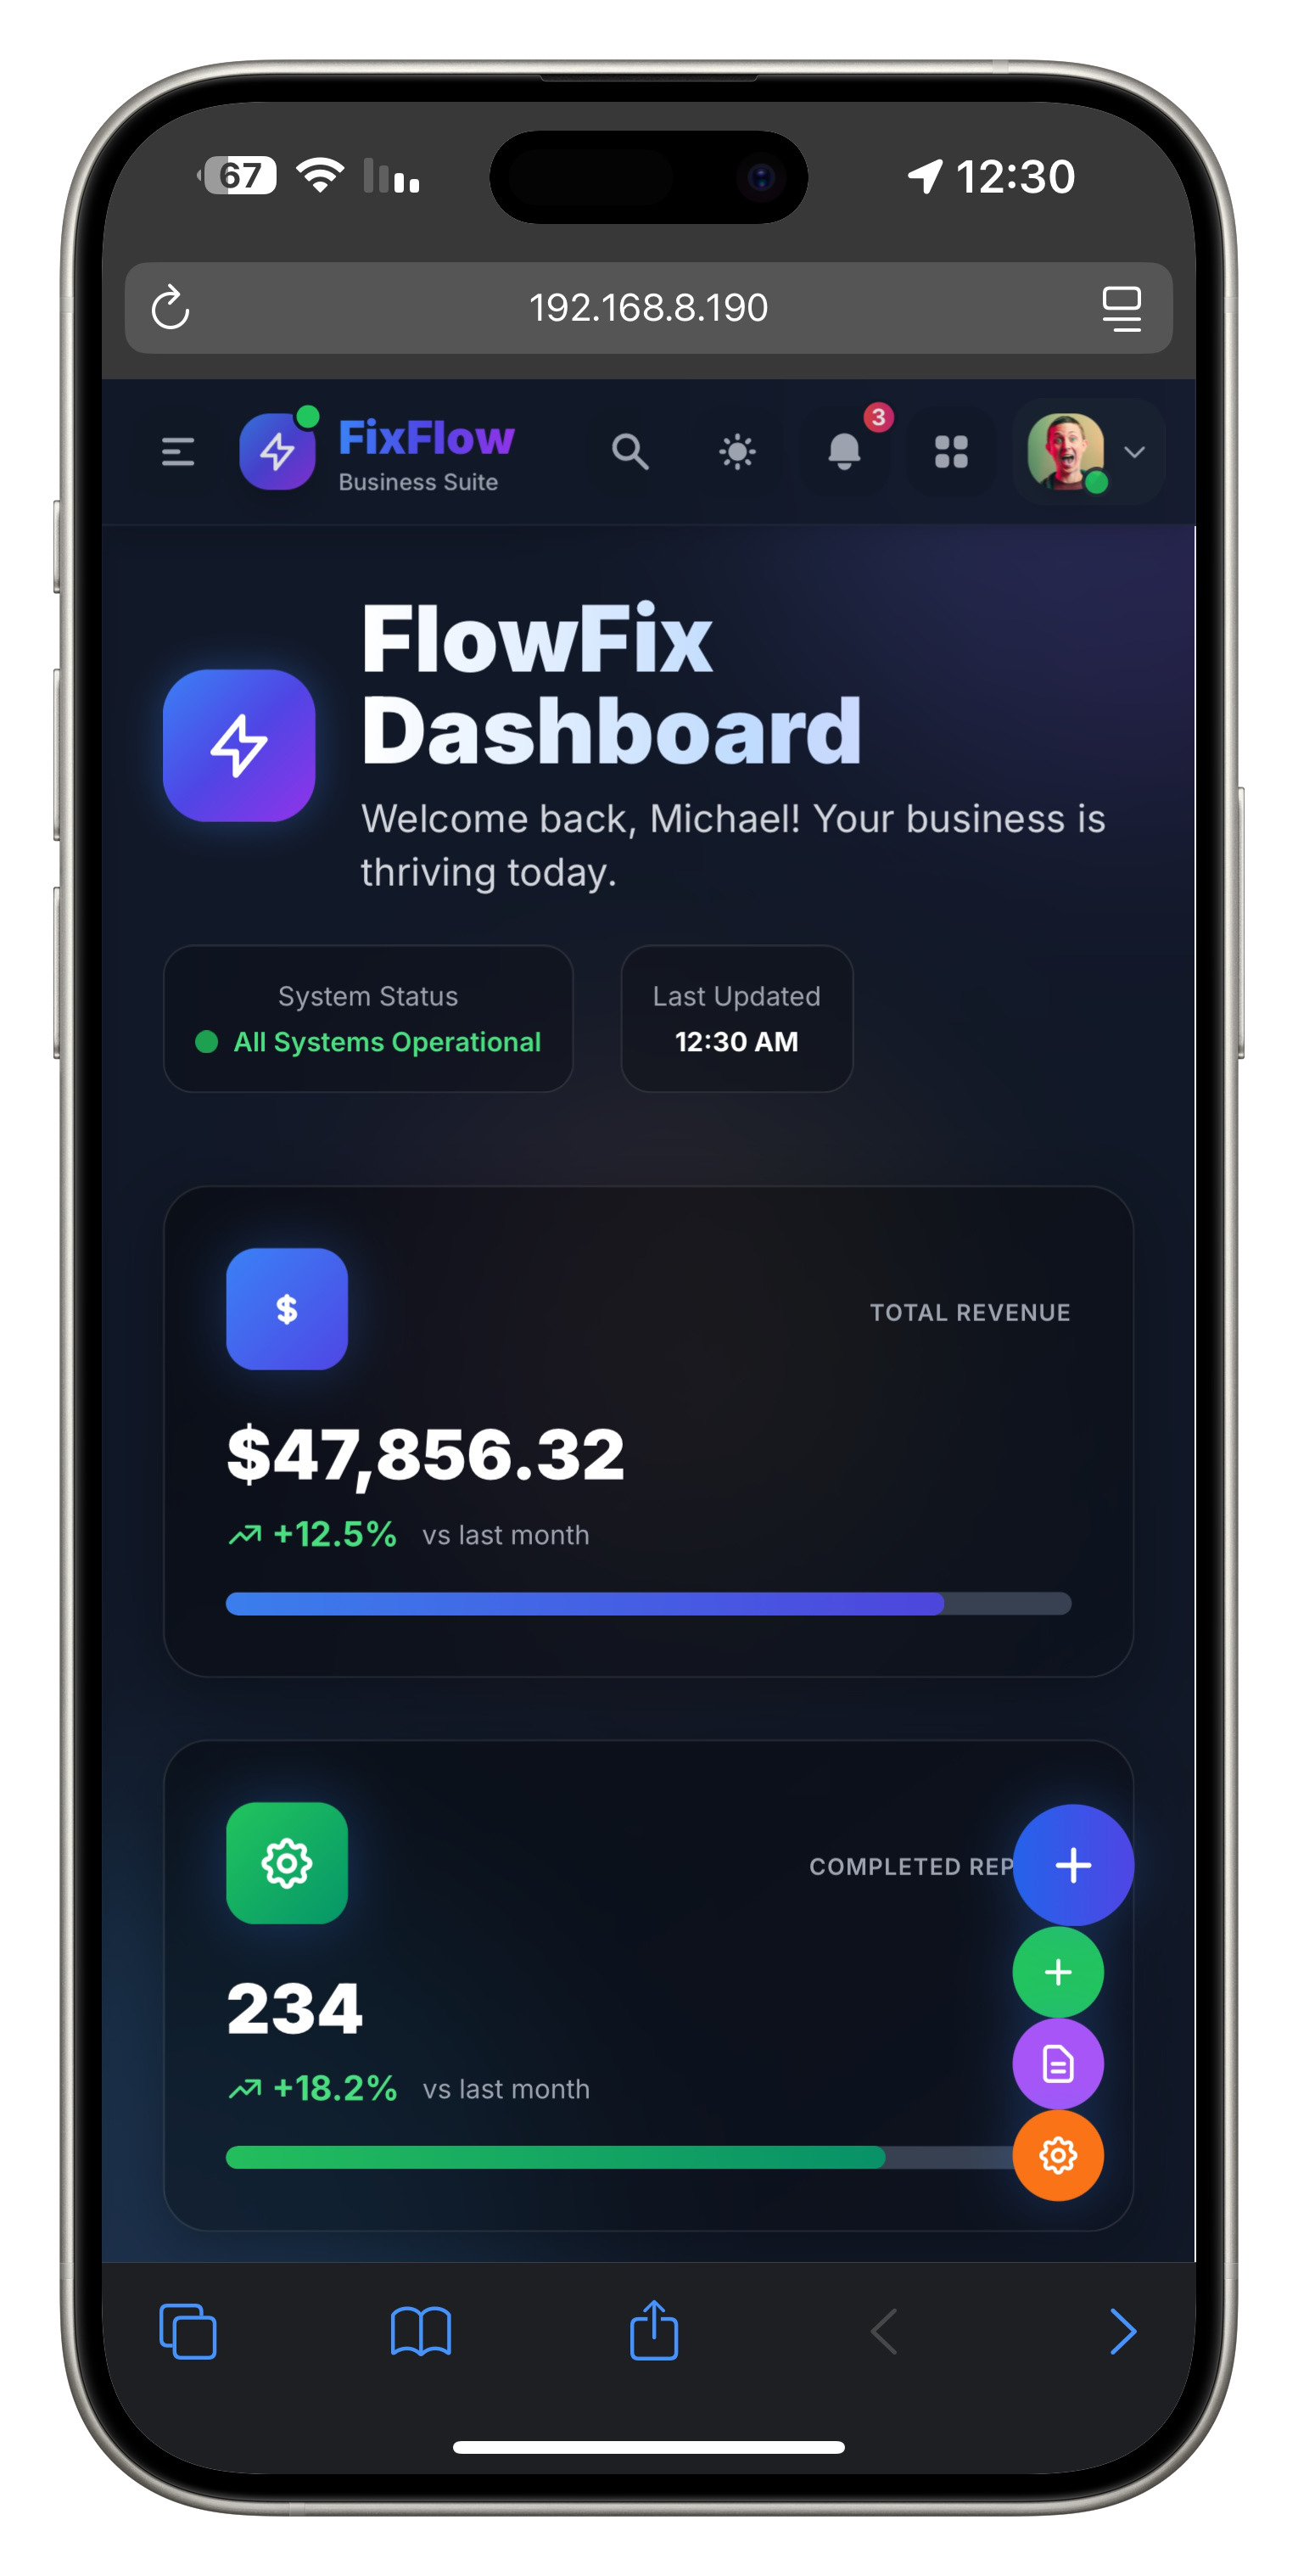 67
12:30
192.168.8.190
FixFlow
Business Suite
3
FlowFix
Dashboard
Welcome back, Michael! Your business is
thriving today.
System Status
All Systems Operational
Last Updated
12:30 AM
$
TOTAL REVENUE
$47,856.32
+12.5% vs last month
COMPLETED REP
234
+18.2% vs last month